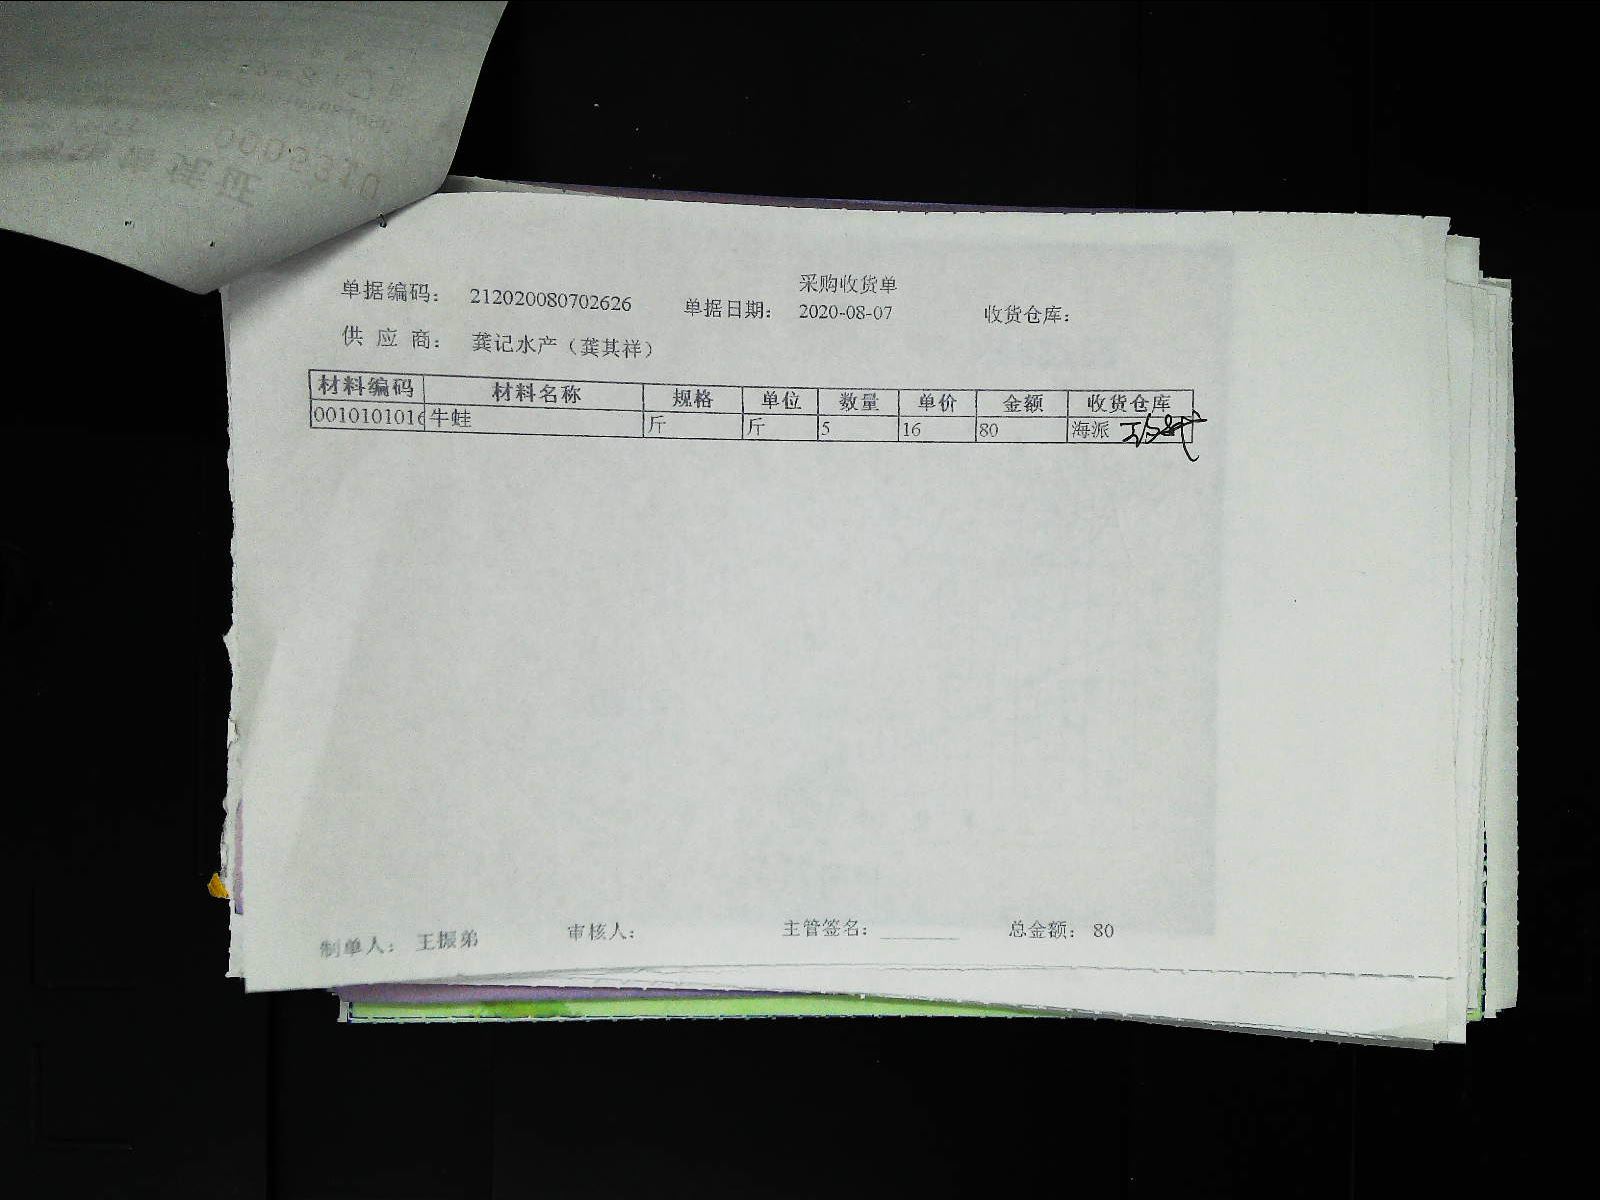 采购收货单
单据编码： 212020080702626 单据日期： 2020-08-07 收货仓库：
供 应 商： 龚记水产（龚其祥）
材料编码 材料名称 规格 单位 数量 单价 金额 收货仓库
0010101016 牛蛙 斤 斤 5 16 80 海派
制单人： 王振弟 审核人： 主管签名： 总金额： 80